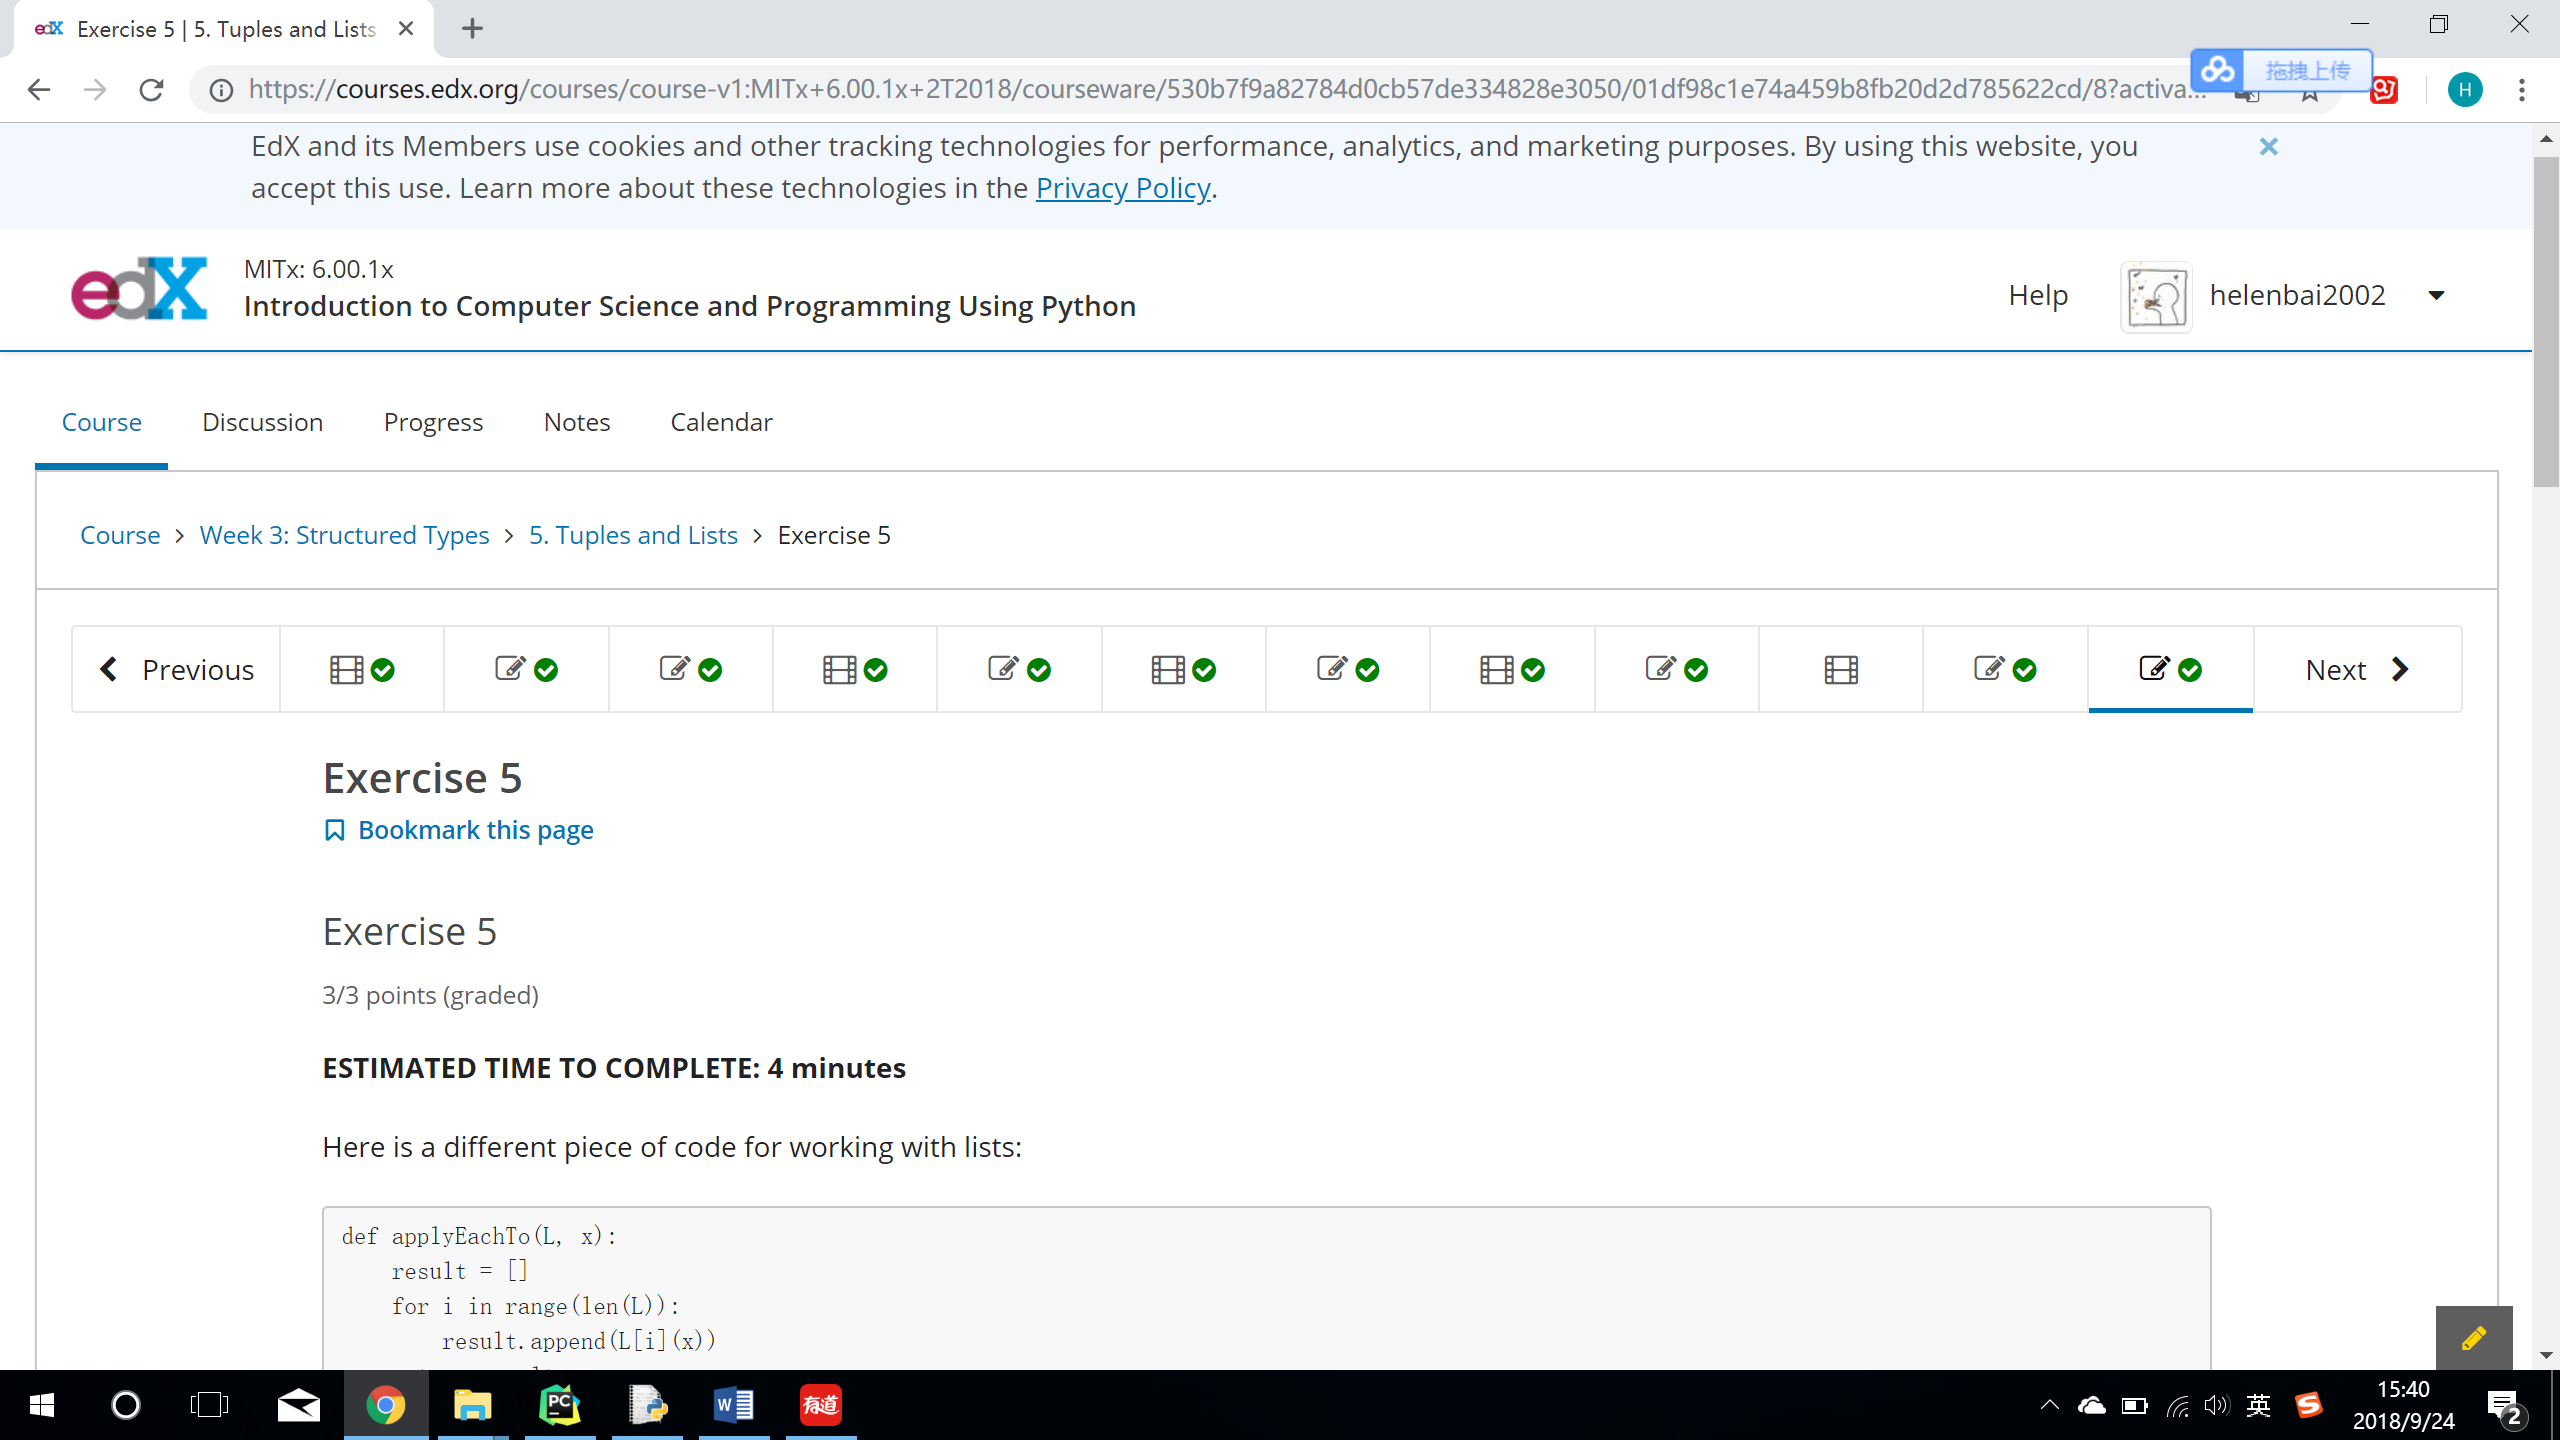 edX Exercise 5 | 5. Tuples and Lists
https://courses.edx.org/courses/course-v1:MITx+6.00.1x+2T2018/courseware/530b7f9a82784d0cb57de334828e3050/01df98c1e74a459b8fb20d2d785622cd/8?activa...
拖拽上传
H
EdX and its Members use cookies and other tracking technologies for performance, analytics, and marketing purposes. By using this website, you
accept this use. Learn more about these technologies in the Privacy Policy.
edX
MITx: 6.00.1x
Introduction to Computer Science and Programming Using Python
Help
helenbai2002
Course Discussion Progress Notes Calendar
Course > Week 3: Structured Types > 5. Tuples and Lists > Exercise 5
Previous
Next
Exercise 5
Bookmark this page
Exercise 5
3/3 points (graded)
ESTIMATED TIME TO COMPLETE: 4 minutes
Here is a different piece of code for working with lists:
def applyEachTo(L, x):
    result = []
    for i in range(len(L)):
        result.append(L[i](x))
PC
W
有道
英
S
15:40
2018/9/24
2